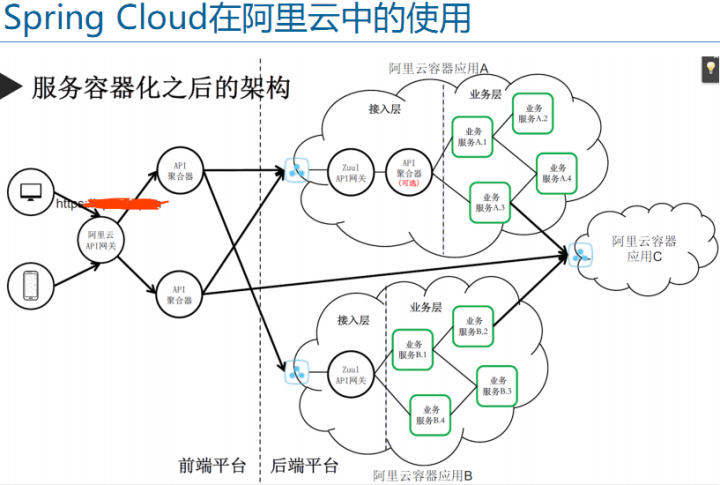 Spring Cloud在阿里云中的使用
服务容器化之后的架构
阿里云容器应用A
接入层
业务层
API
聚合器
https:
阿里云
API网关
API
聚合器
Zuul
API网关
API
聚合器
(可选)
业务
服务A.1
业务
服务A.2
业务
服务A.3
业务
服务A.4
阿里云容器
应用C
接入层
业务层
Zuul
API网关
业务
服务B.1
业务
服务B.2
业务
服务B.3
业务
服务B.4
前端平台
后端平台
阿里云容器应用B